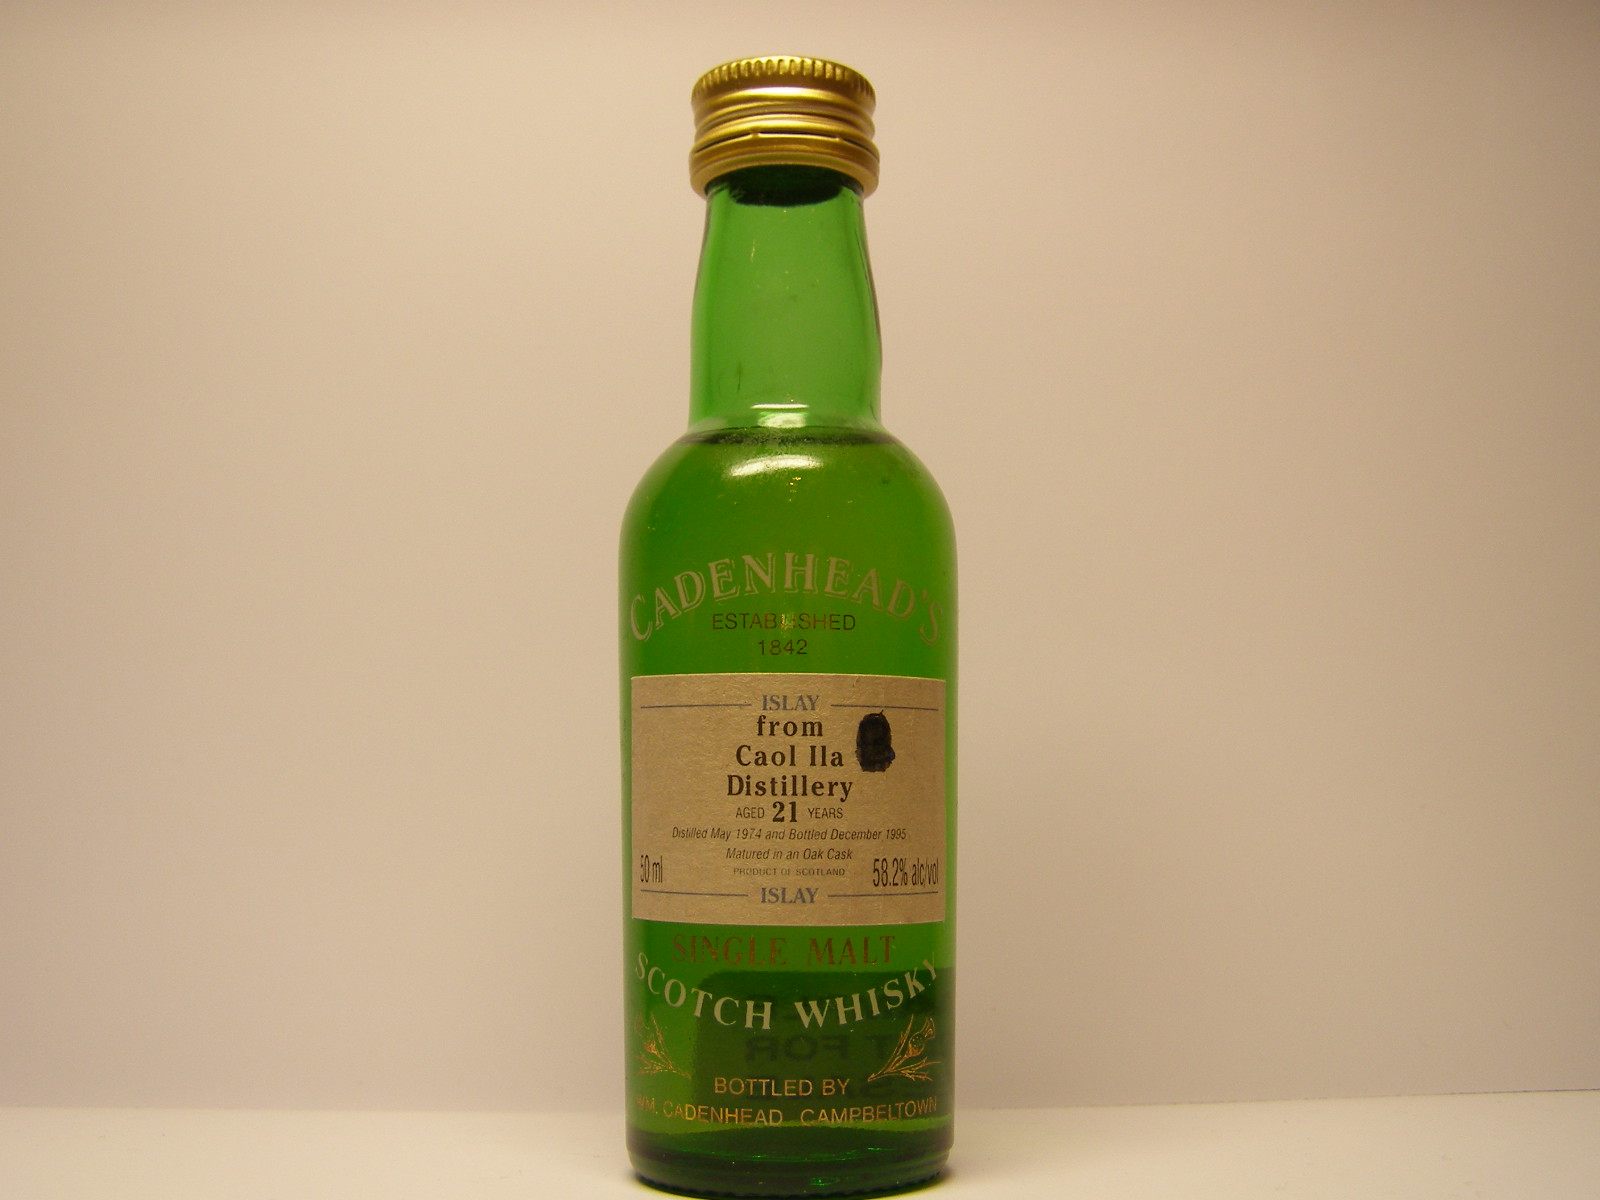 CADENHEAD'S
ESTABLISHED
1842
ISLAY
from
Caol Ila
Distillery
AGED 21 YEARS
Distilled May 1974 and Bottled December 1995
Matured in an Oak Cask
50 ml PRODUCT OF SCOTLAND 58.2% alc/vol
ISLAY
SINGLE MALT
SCOTCH WHISKY
FOR
BOTTLED BY
WM. CADENHEAD CAMPBELTOWN